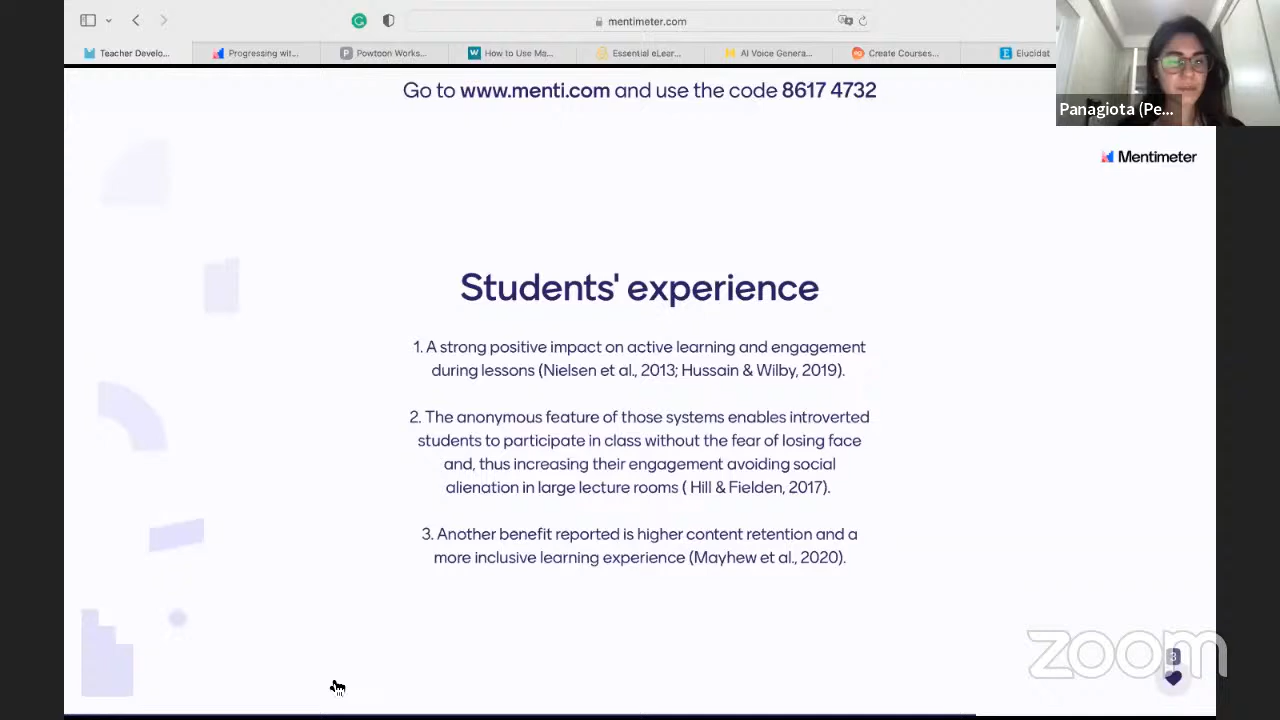 mentimeter.com
Teacher Develo...
Progressing wit...
Powtoon Works...
How to Use Ma...
Essential eLear...
AI Voice Genera...
Create Courses...
Elucidat
Panagiota (Pe...
Go to www.menti.com and use the code 8617 4732
Mentimeter
Students' experience
1. A strong positive impact on active learning and engagement
during lessons (Nielsen et al., 2013; Hussain & Wilby, 2019).
2. The anonymous feature of those systems enables introverted
students to participate in class without the fear of losing face
and, thus increasing their engagement avoiding social
alienation in large lecture rooms ( Hill & Fielden, 2017).
3. Another benefit reported is higher content retention and a
more inclusive learning experience (Mayhew et al., 2020).
zoom
3